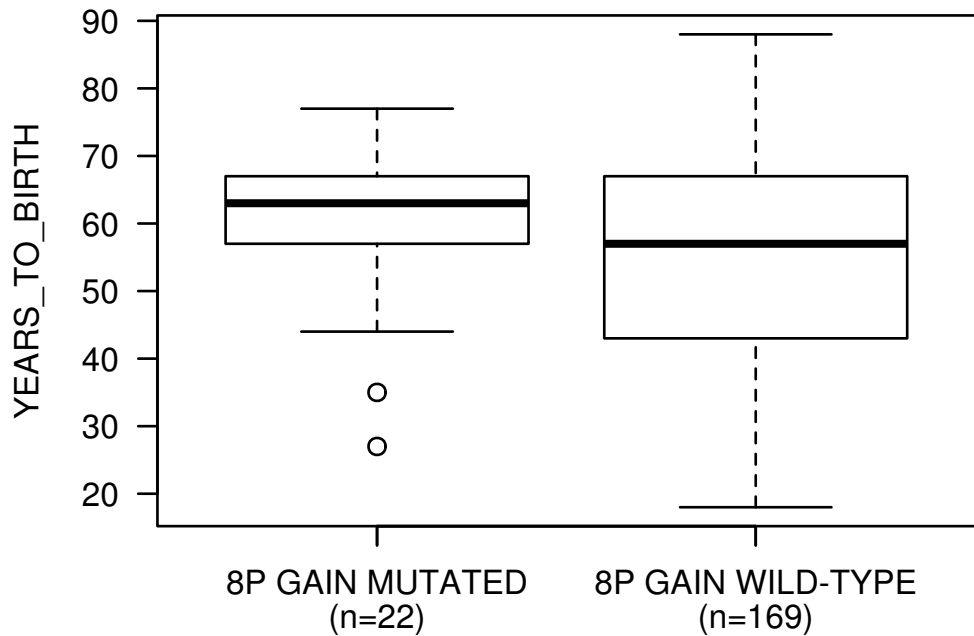 YEARS_TO_BIRTH
90
80
70
60
50
40
30
20
8P GAIN MUTATED
(n=22)
8P GAIN WILD-TYPE
(n=169)